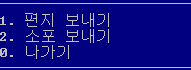 1. 편지 보내기
2. 소포 보내기
0. 나가기